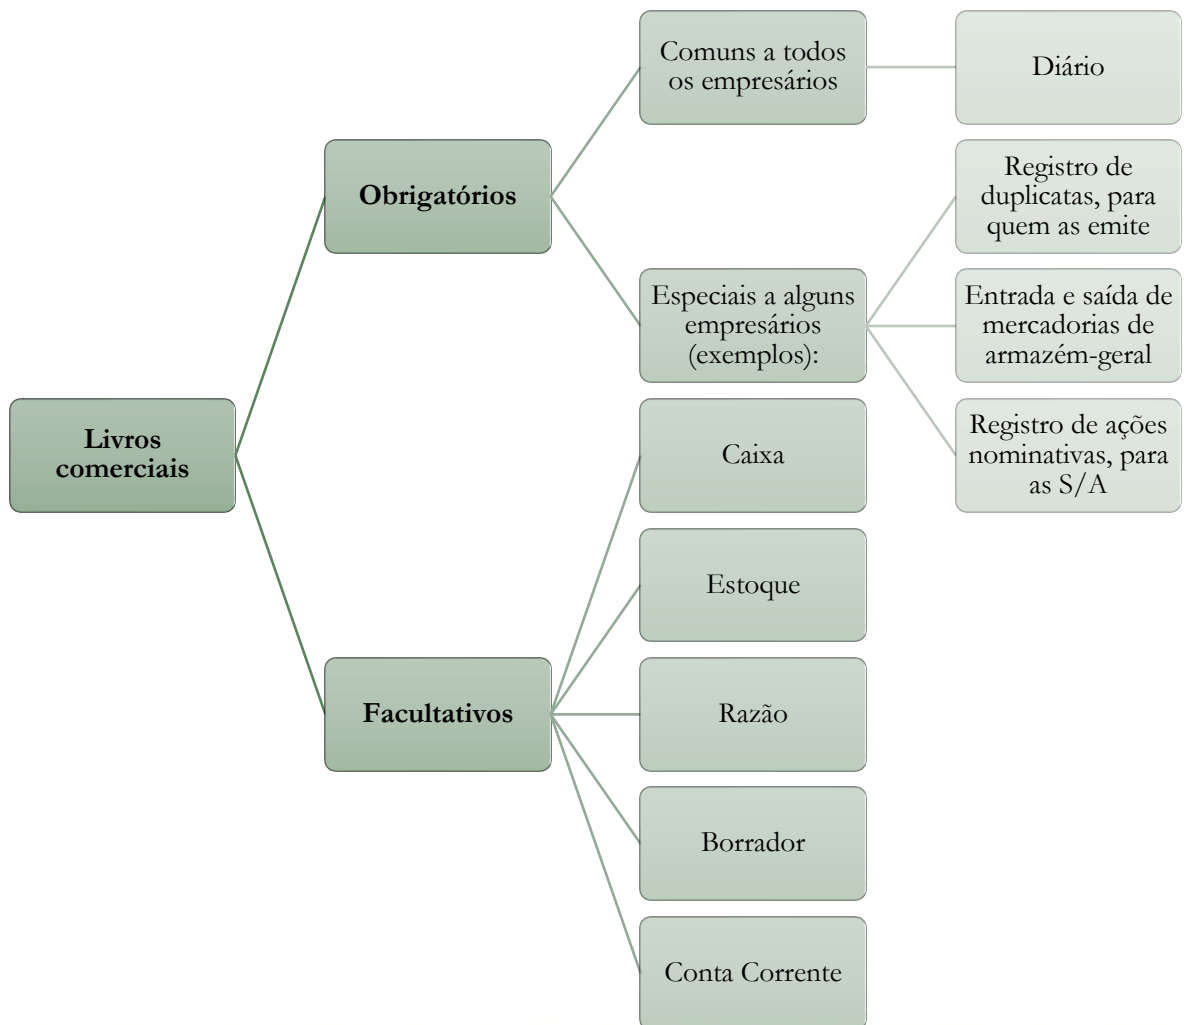 Livros
comerciais
Obrigatórios
Comuns a todos
os empresários
Diário
Especiais a alguns
empresários
(exemplos):
Registro de
duplicatas, para
quem as emite
Entrada e saída de
mercadorias de
armazém-geral
Registro de ações
nominativas, para
as S/A
Facultativos
Caixa
Estoque
Razão
Borrador
Conta Corrente